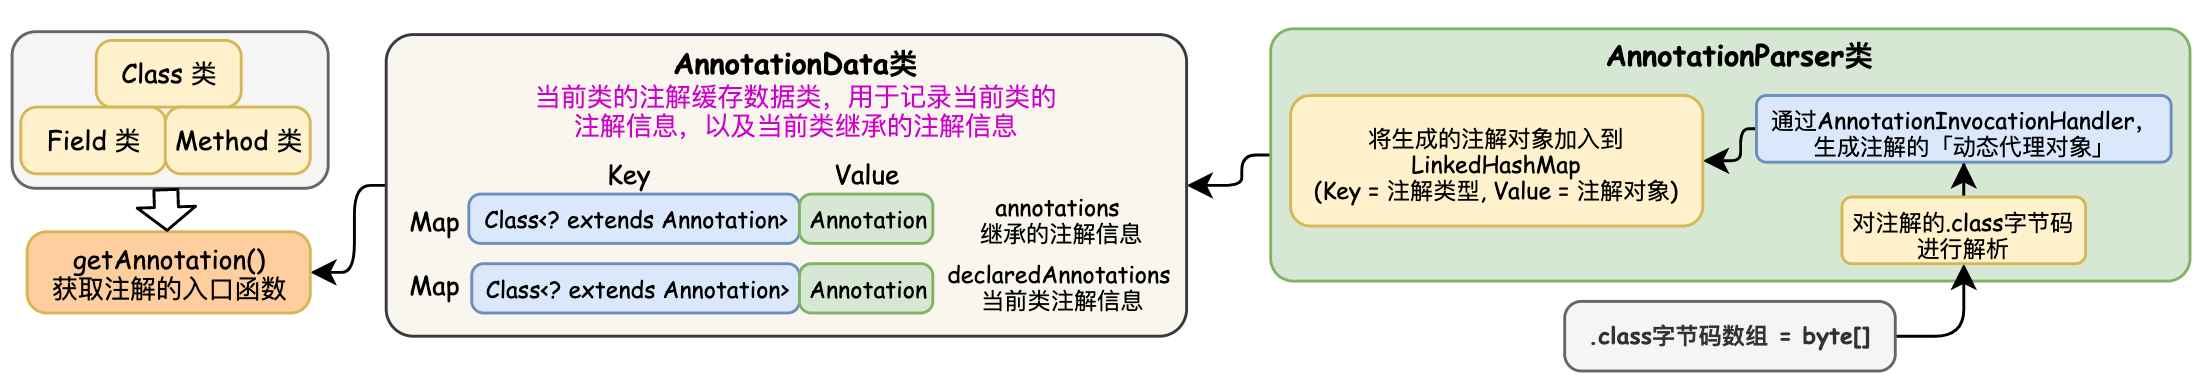 Class 类
Field 类
Method 类
getAnnotation()
获取注解的入口函数
AnnotationData类
当前类的注解缓存数据类，用于记录当前类的
注解信息，以及当前类继承的注解信息
Key
Value
Map
Class<? extends Annotation>
Annotation
annotations
继承的注解信息
Map
Class<? extends Annotation>
Annotation
declaredAnnotations
当前类注解信息
AnnotationParser类
将生成的注解对象加入到
LinkedHashMap
(Key = 注解类型, Value = 注解对象)
通过AnnotationInvocationHandler，
生成注解的「动态代理对象」
对注解的.class字节码
进行解析
.class字节码数组 = byte[]